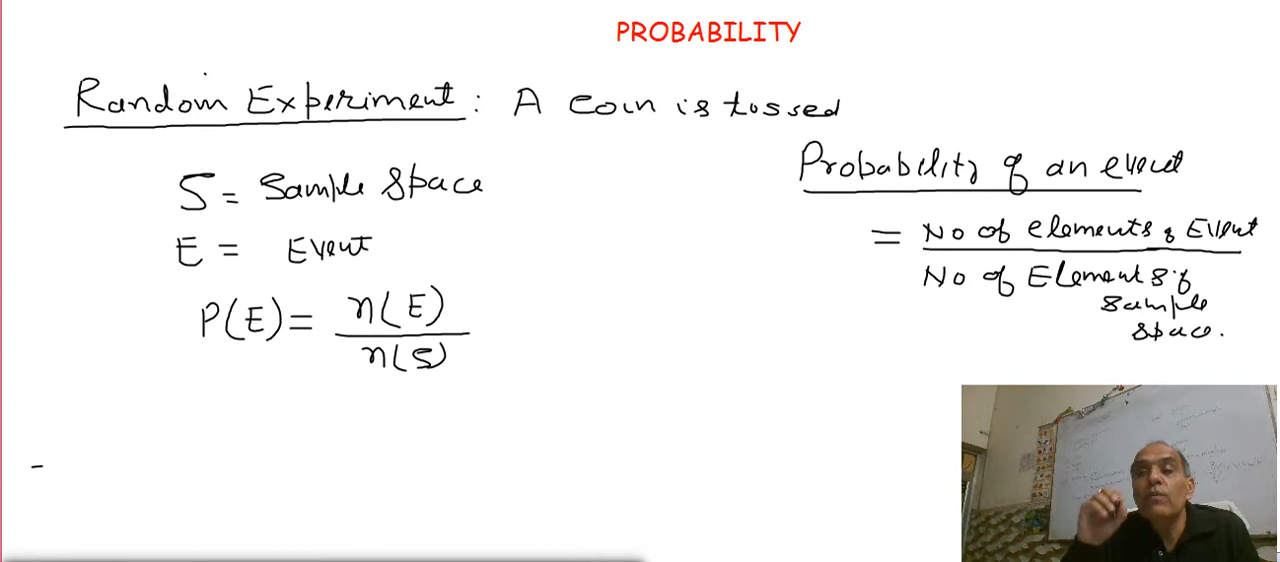 PROBABILITY
Random Experiment: A coin is tossed
S = Sample Space
E = Event
P(E) = n(E) / n(S)
Probability of an event
= No of elements of Event
No of Elements of
Sample
Space.